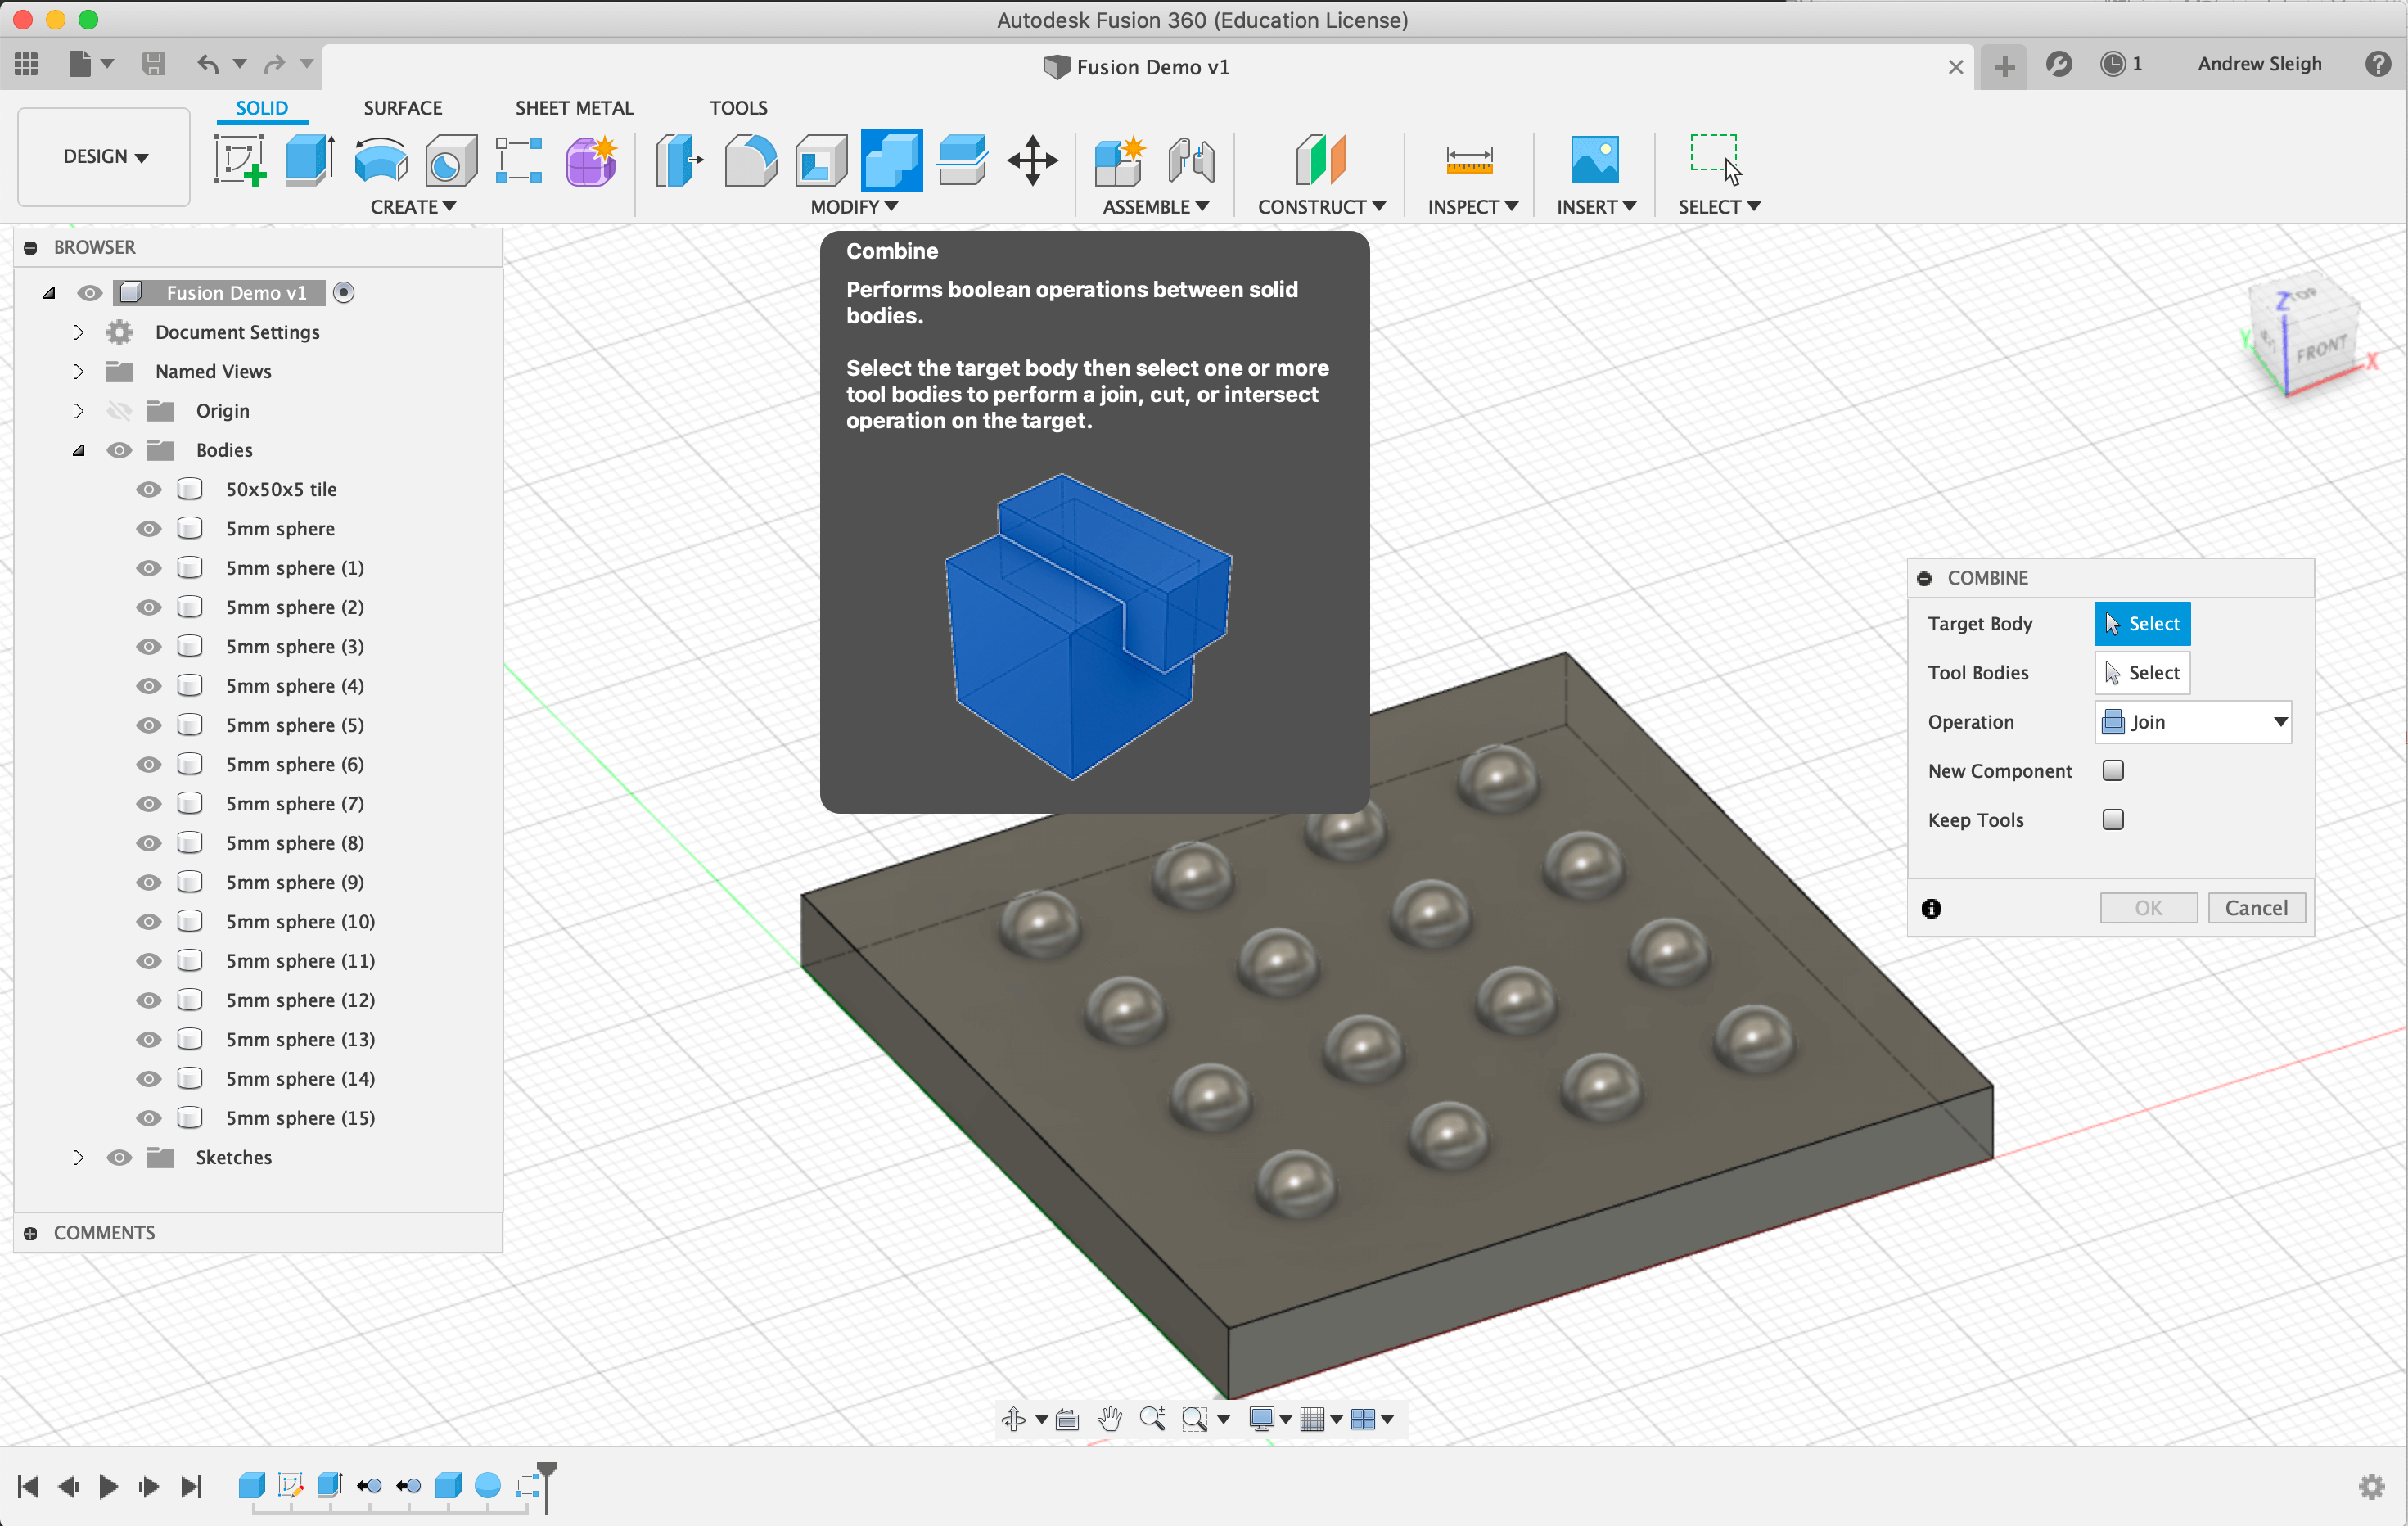 Autodesk Fusion 360 (Education License)
Fusion Demo v1
1
Andrew Sleigh
SOLID
SURFACE
SHEET METAL
TOOLS
DESIGN
CREATE
MODIFY
ASSEMBLE
CONSTRUCT
INSPECT
INSERT
SELECT
BROWSER
Fusion Demo v1
Document Settings
Named Views
Origin
Bodies
50x50x5 tile
5mm sphere
5mm sphere (1)
5mm sphere (2)
5mm sphere (3)
5mm sphere (4)
5mm sphere (5)
5mm sphere (6)
5mm sphere (7)
5mm sphere (8)
5mm sphere (9)
5mm sphere (10)
5mm sphere (11)
5mm sphere (12)
5mm sphere (13)
5mm sphere (14)
5mm sphere (15)
Sketches
COMMENTS
Combine
Performs boolean operations between solid
bodies.
Select the target body then select one or more
tool bodies to perform a join, cut, or intersect
operation on the target.
TOP
Z
Y
FRONT
X
COMBINE
Target Body
Select
Tool Bodies
Select
Operation
Join
New Component
Keep Tools
OK
Cancel